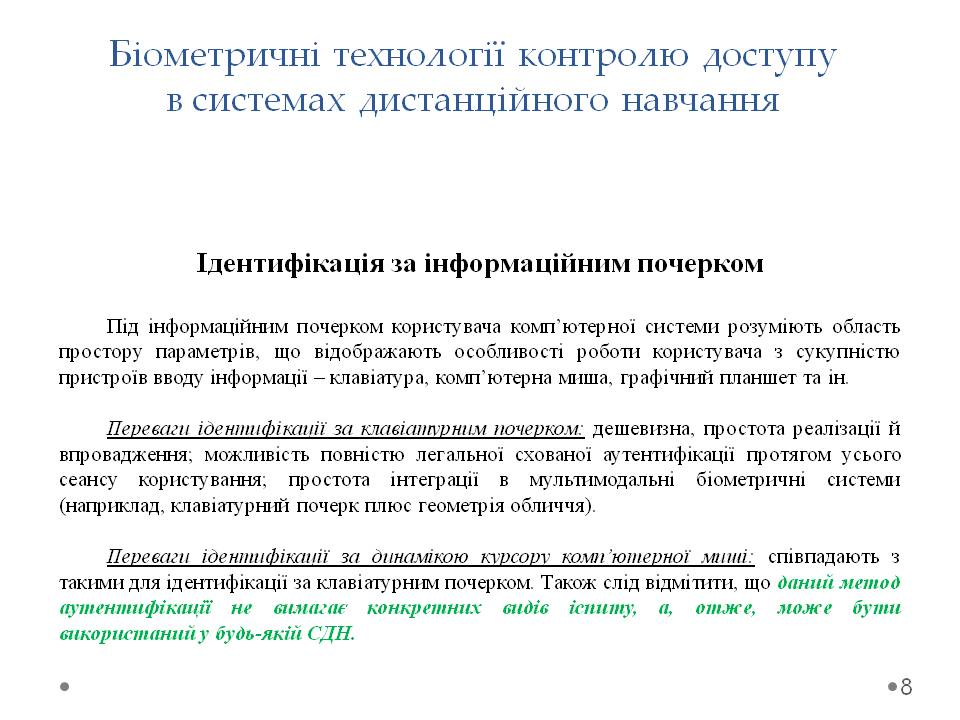 Біометричні технології контролю доступу
в системах дистанційного навчання
Ідентифікація за інформаційним почерком
Під інформаційним почерком користувача комп’ютерної системи розуміють область
простору параметрів, що відображають особливості роботи користувача з сукупністю
пристроїв вводу інформації – клавіатура, комп’ютерна миша, графічний планшет та ін.
Переваги ідентифікації за клавіатурним почерком: дешевизна, простота реалізації й
впровадження; можливість повністю легальної схованої аутентифікації протягом усього
сеансу користування; простота інтеграції в мультимодальні біометричні системи
(наприклад, клавіатурний почерк плюс геометрія обличчя).
Переваги ідентифікації за динамікою курсору комп’ютерної миші: співпадають з
такими для ідентифікації за клавіатурним почерком. Також слід відмітити, що даний метод
аутентифікації не вимагає конкретних видів іспиту, а, отже, може бути
використаний у будь-якій СДН.
8